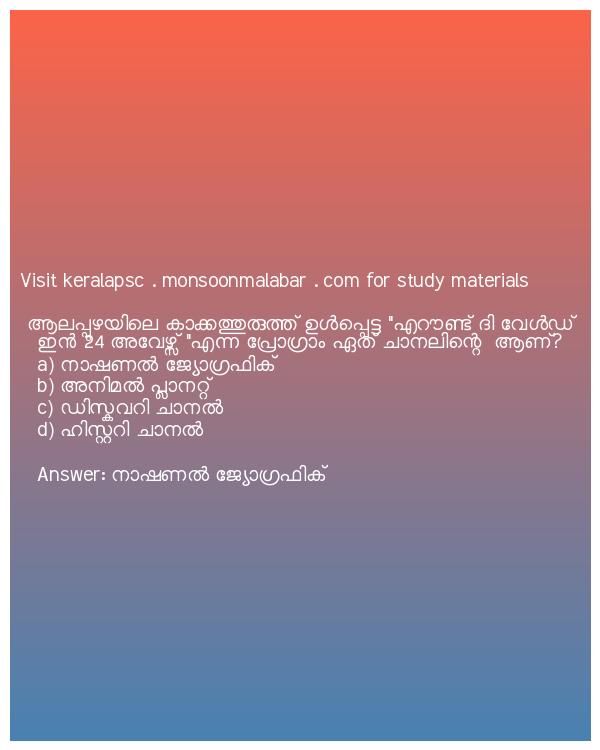 Visit keralapsc . monsoonmalabar . com for study materials
ആലപ്പുഴയിലെ കാക്കത്തുരുത്ത് ഉൾപ്പെട്ട "എറൗണ്ട് ദി വേൾഡ്
ഇൻ 24 അവേഴ്സ് "എന്ന പ്രോഗ്രാം ഏത് ചാനലിന്റെ ആണ്?
a) നാഷണൽ ജ്യോഗ്രഫിക്
b) അനിമൽ പ്ലാനറ്റ്
c) ഡിസ്കവറി ചാനൽ
d) ഹിസ്റ്ററി ചാനൽ
Answer: നാഷണൽ ജ്യോഗ്രഫിക്